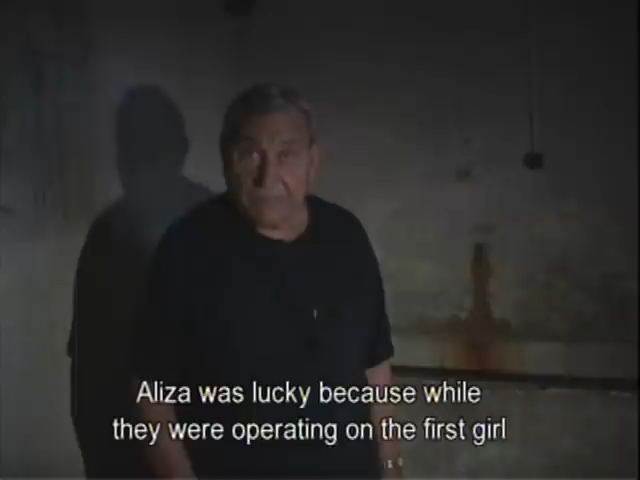 Aliza was lucky because while
they were operating on the first girl